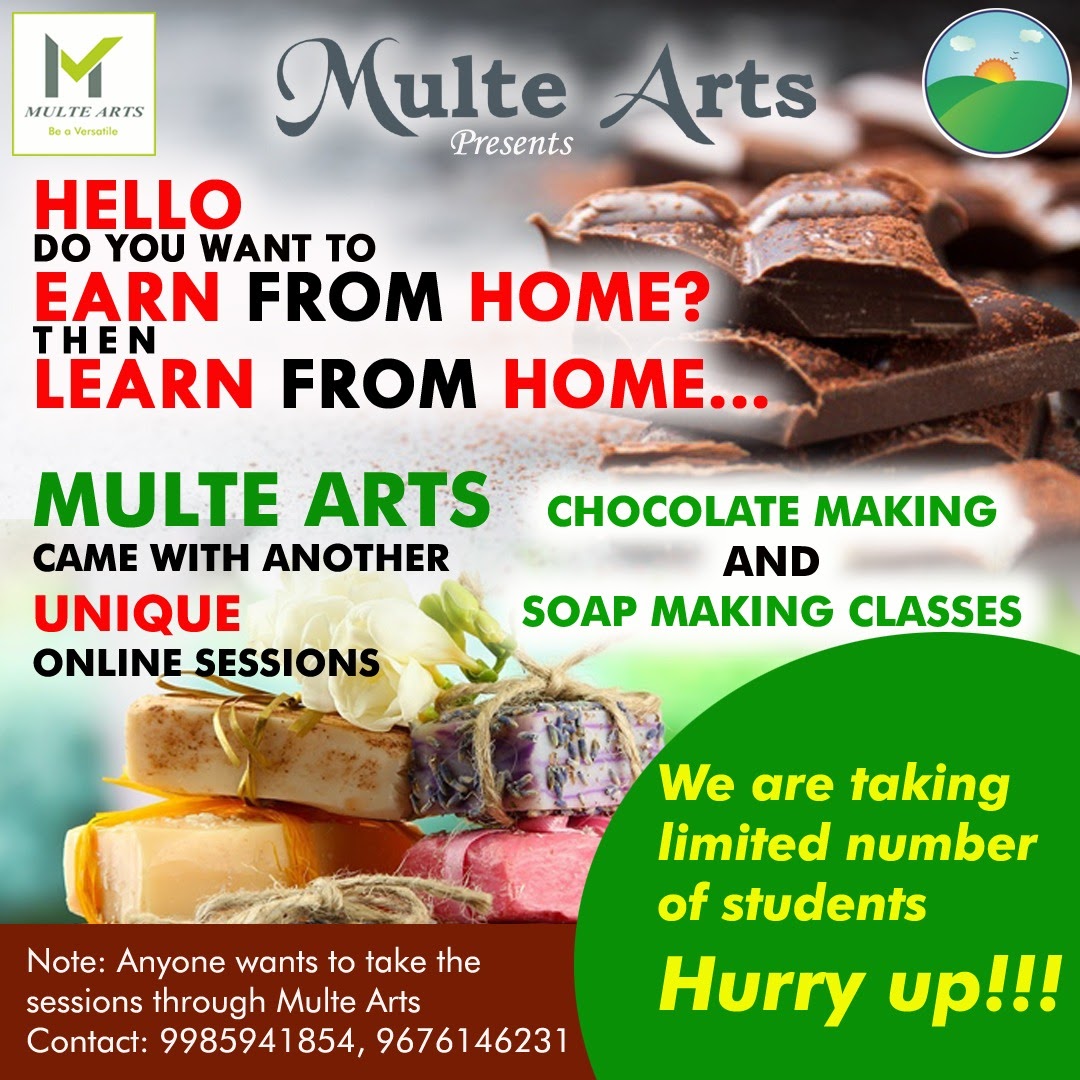 MULTE ARTS
Be a Versatile
Multe Arts
Presents
HELLO
DO YOU WANT TO
EARN FROM HOME?
THEN
LEARN FROM HOME...
MULTE ARTS
CAME WITH ANOTHER
UNIQUE
ONLINE SESSIONS
CHOCOLATE MAKING
AND
SOAP MAKING CLASSES
We are taking
limited number
of students
Hurry up!!!
Note: Anyone wants to take the
sessions through Multe Arts
Contact: 9985941854, 9676146231